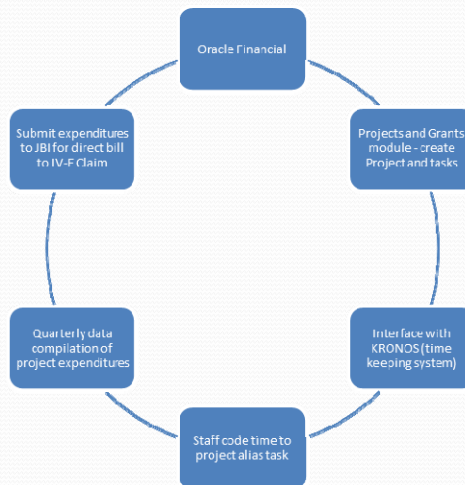 Oracle Financial
Projects and Grants
module - create
Project and tasks
Interface with
KRONOS (time
keeping system)
Staff code time to
project alias task
Quarterly data
compilation of
project expenditures
Submit expenditures
to JBI for direct bill
to IV-E Claim